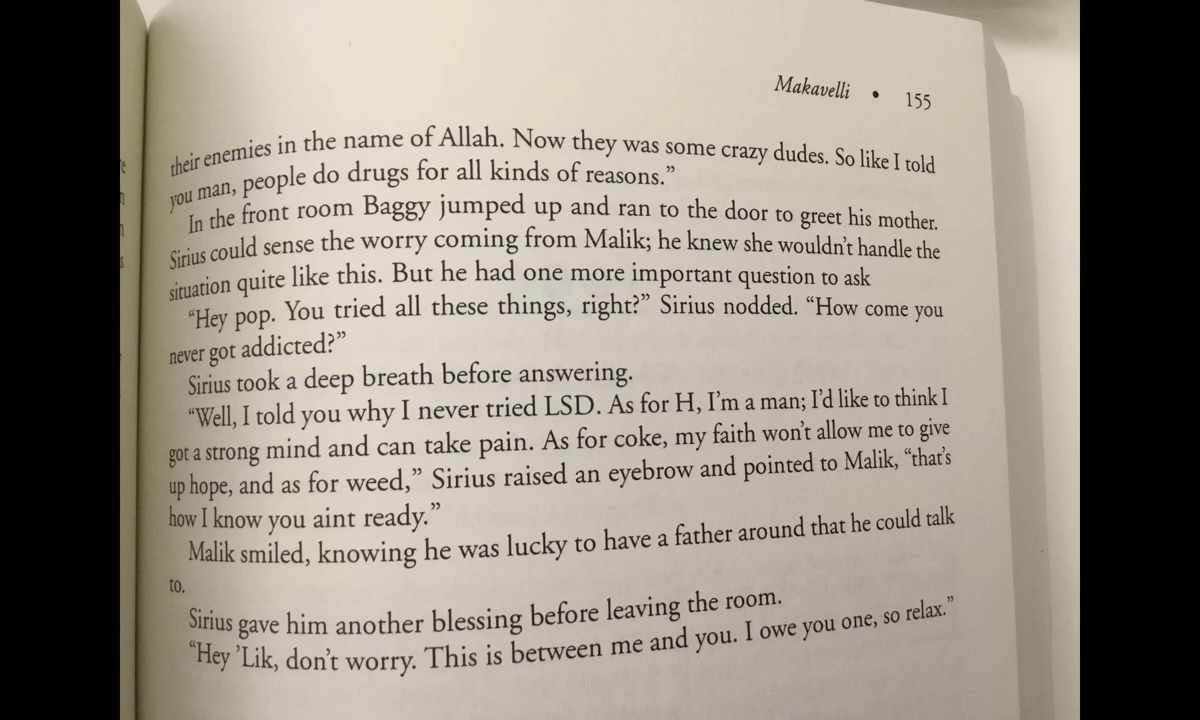 Makavelli • 155
their enemies in the name of Allah. Now they was some crazy dudes. So like I told
you man, people do drugs for all kinds of reasons.”
In the front room Baggy jumped up and ran to the door to greet his mother.
Sirius could sense the worry coming from Malik; he knew she wouldn’t handle the
situation quite like this. But he had one more important question to ask
“Hey pop. You tried all these things, right?” Sirius nodded. “How come you
never got addicted?”
Sirius took a deep breath before answering.
“Well, I told you why I never tried LSD. As for H, I’m a man; I’d like to think I
got a strong mind and can take pain. As for coke, my faith won’t allow me to give
up hope, and as for weed,” Sirius raised an eyebrow and pointed to Malik, “that’s
how I know you aint ready.”
Malik smiled, knowing he was lucky to have a father around that he could talk
to.
Sirius gave him another blessing before leaving the room.
“Hey ’Lik, don’t worry. This is between me and you. I owe you one, so relax.”